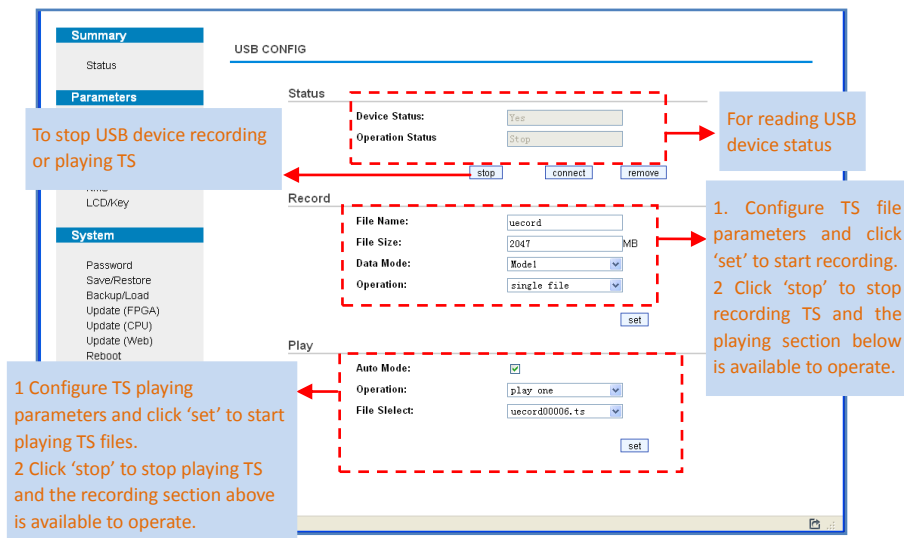 Summary
Status
Parameters
To stop USB device recording
or playing TS
LCD/Key
System
Password
Save/Restore
Backup/Load
Update (FPGA)
Update (CPU)
Update (Web)
Reboot
1 Configure TS playing
parameters and click ‘set’ to start
playing TS files.
2 Click ‘stop’ to stop playing TS
and the recording section above
is available to operate.
USB CONFIG
Status
Device Status: Yes
Operation Status Stop
stop connect remove
Record
File Name: uecord
File Size: 2047 MB
Data Mode: Model
Operation: single file
set
Play
Auto Mode:
Operation: play one
File Slelect: uecord00006.ts
set
For reading USB
device status
1. Configure TS file
parameters and click
‘set’ to start recording.
2 Click ‘stop’ to stop
recording TS and the
playing section below
is available to operate.